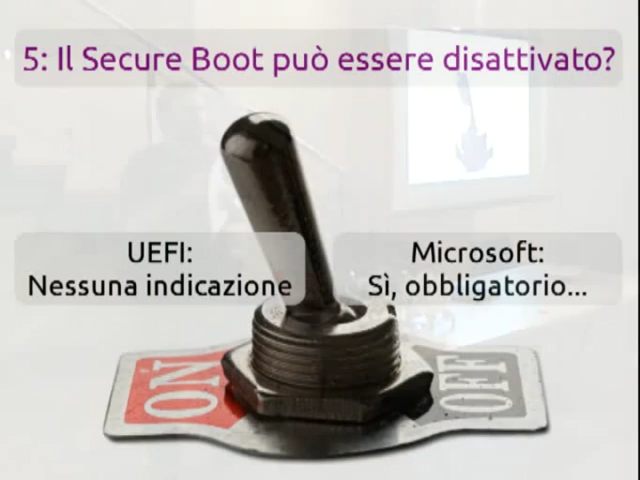 5: Il Secure Boot può essere disattivato?
UEFI:
Nessuna indicazione
Microsoft:
Sì, obbligatorio...
ON
OFF